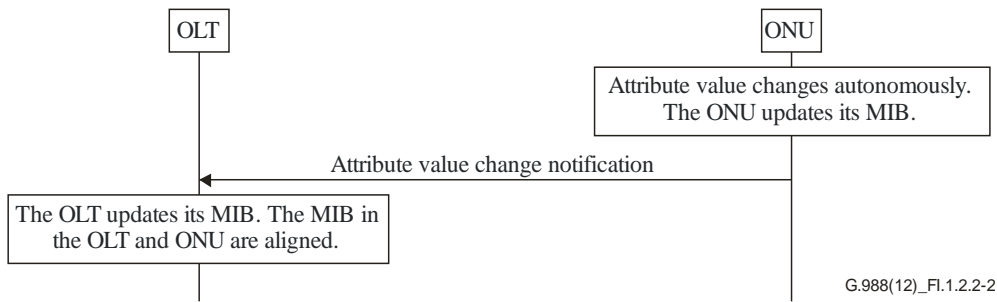 OLT
ONU
Attribute value changes autonomously.
The ONU updates its MIB.
Attribute value change notification
The OLT updates its MIB. The MIB in
the OLT and ONU are aligned.
G.988(12)_FI.1.2.2-2